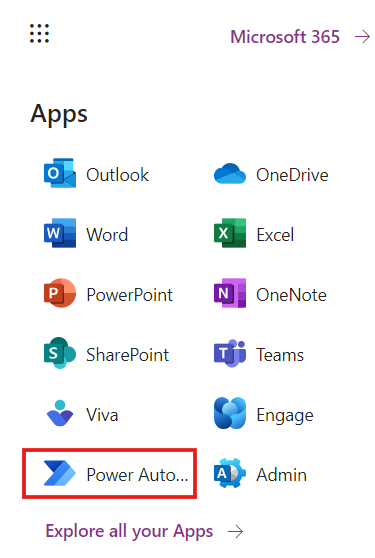 Microsoft 365 →
Apps
Outlook OneDrive
Word Excel
PowerPoint OneNote
SharePoint Teams
Viva Engage
Power Auto... Admin
Explore all your Apps →